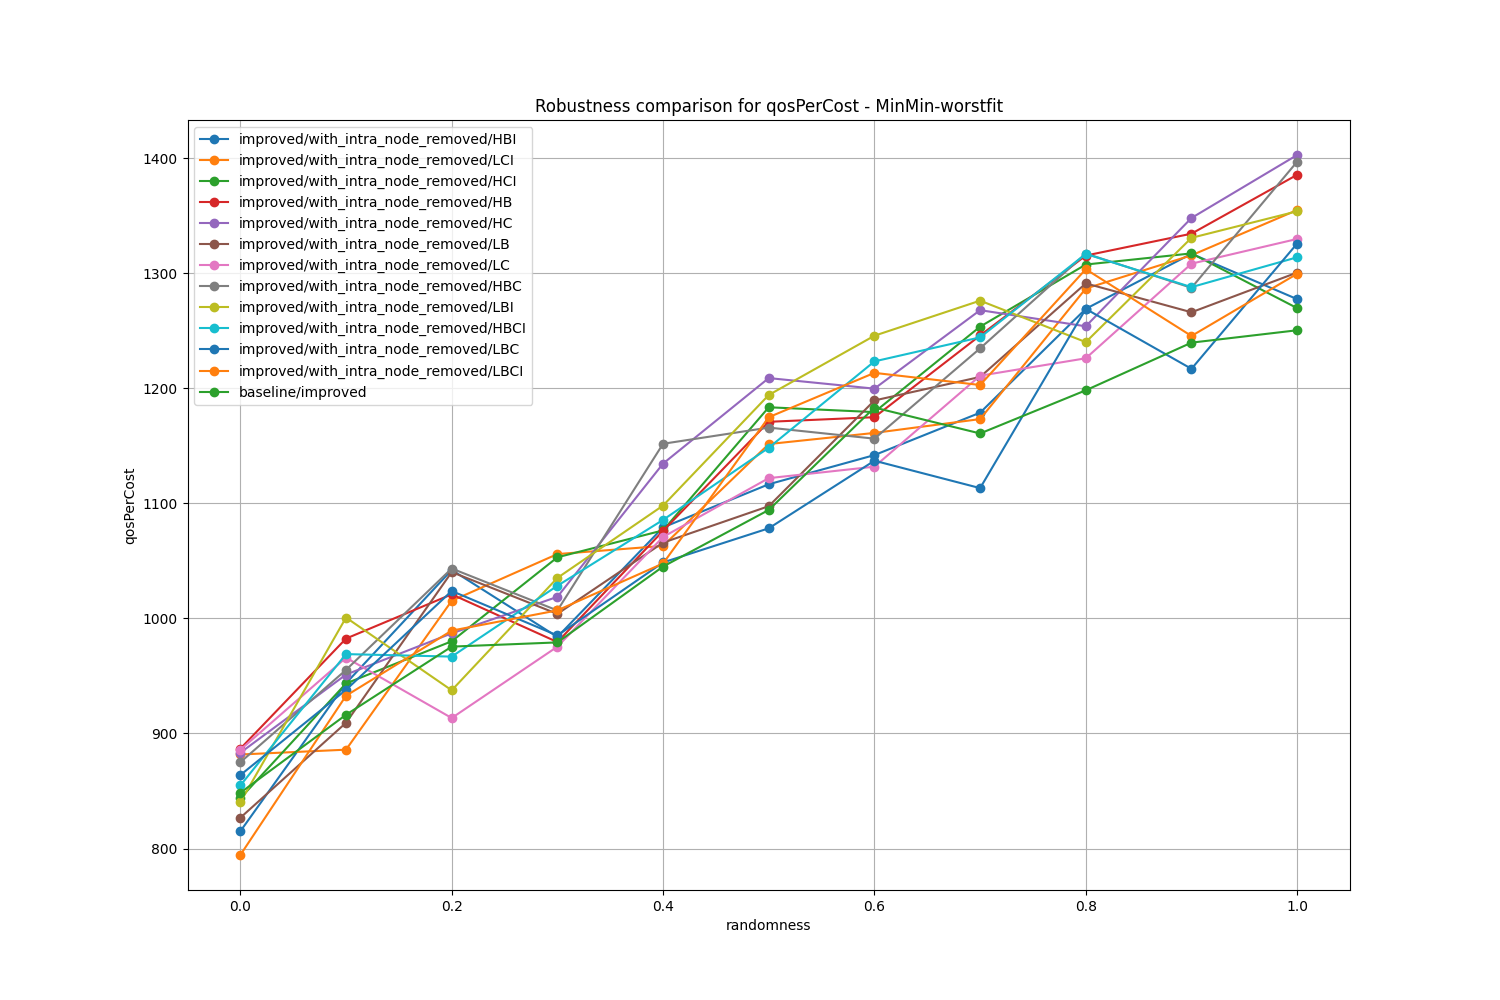 Robustness comparison for qosPerCost - MinMin-worstfit
improved/with_intra_node_removed/HBI
improved/with_intra_node_removed/LCI
improved/with_intra_node_removed/HCI
improved/with_intra_node_removed/HB
improved/with_intra_node_removed/HC
improved/with_intra_node_removed/LB
improved/with_intra_node_removed/LC
improved/with_intra_node_removed/HBC
improved/with_intra_node_removed/LBI
improved/with_intra_node_removed/HBCI
improved/with_intra_node_removed/LBC
improved/with_intra_node_removed/LBCI
baseline/improved
1400
1300
1200
1100
1000
900
800
qosPerCost
0.0 0.2 0.4 0.6 0.8 1.0
randomness